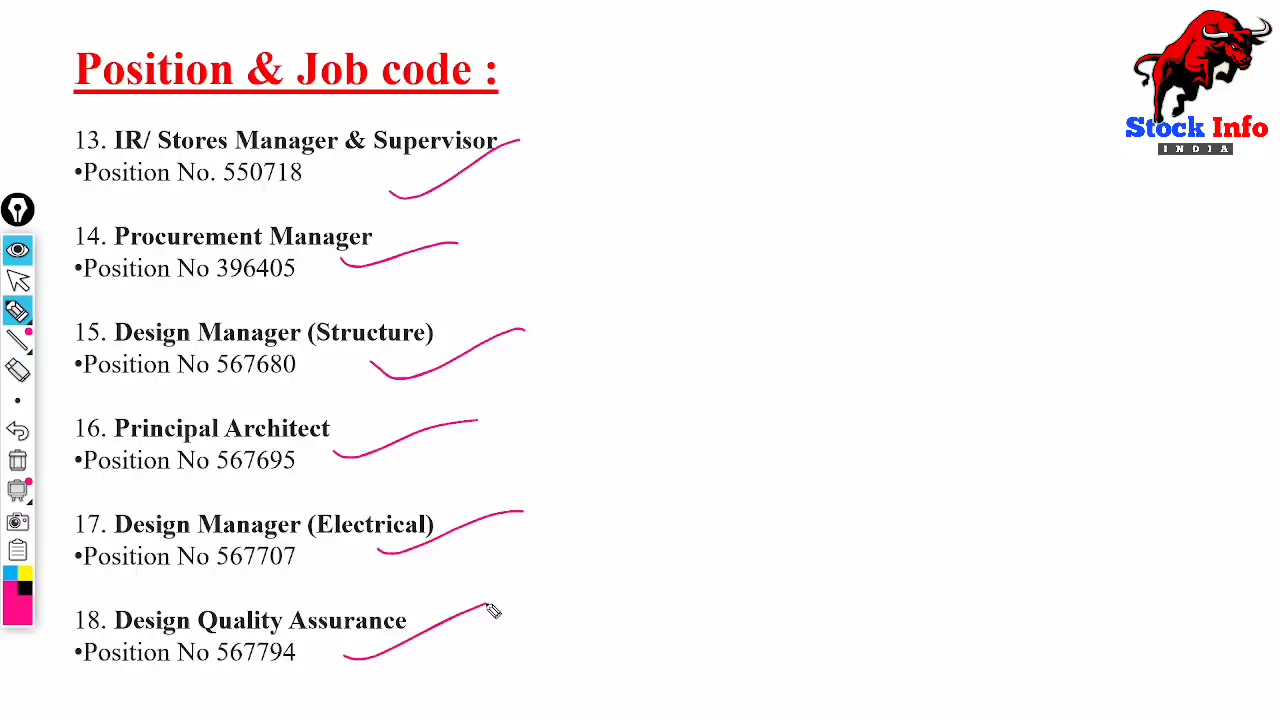 Position & Job code :
Stock Info
INDIA
13. IR/ Stores Manager & Supervisor
•Position No. 550718
14. Procurement Manager
•Position No 396405
15. Design Manager (Structure)
•Position No 567680
16. Principal Architect
•Position No 567695
17. Design Manager (Electrical)
•Position No 567707
18. Design Quality Assurance
•Position No 567794